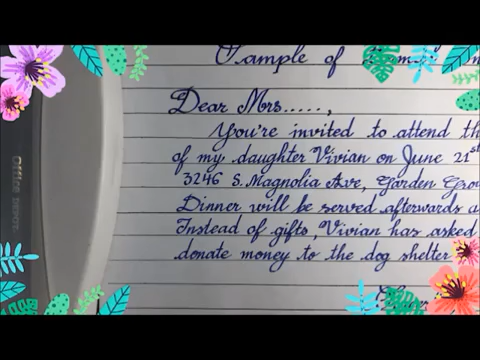 Sample of
Dear Mrs.....,
You're invited to attend th
of my daughter Vivian on June 21st
3246 S. Magnolia Ave, Garden Grov
Dinner will be served afterwards a
Instead of gifts, Vivian has asked
donate money to the dog shelter
Office DEPOT